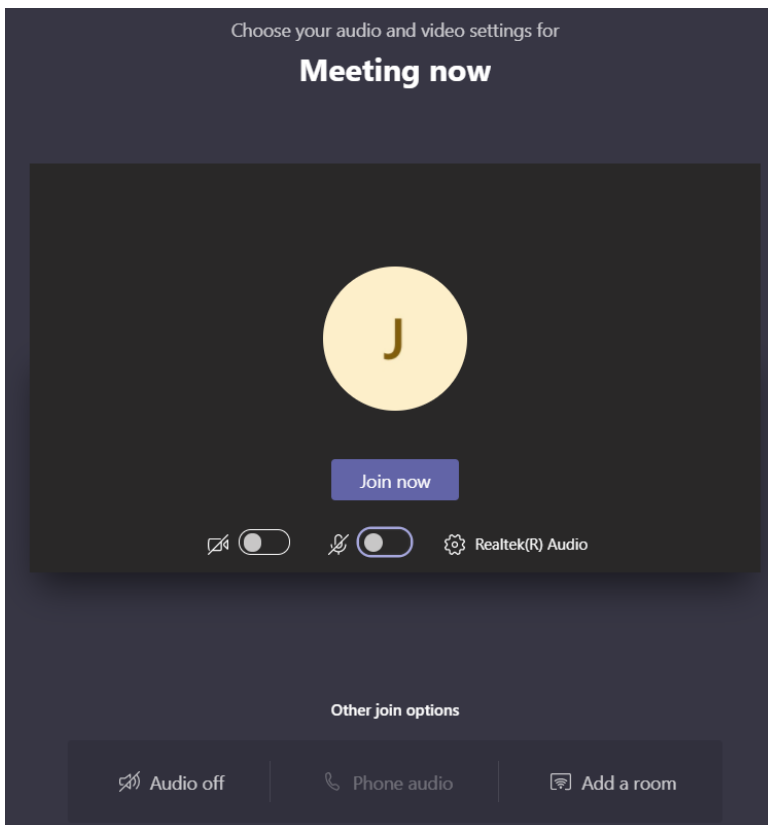 Choose your audio and video settings for
Meeting now
J
Join now
Realtek(R) Audio
Other join options
Audio off
Phone audio
Add a room